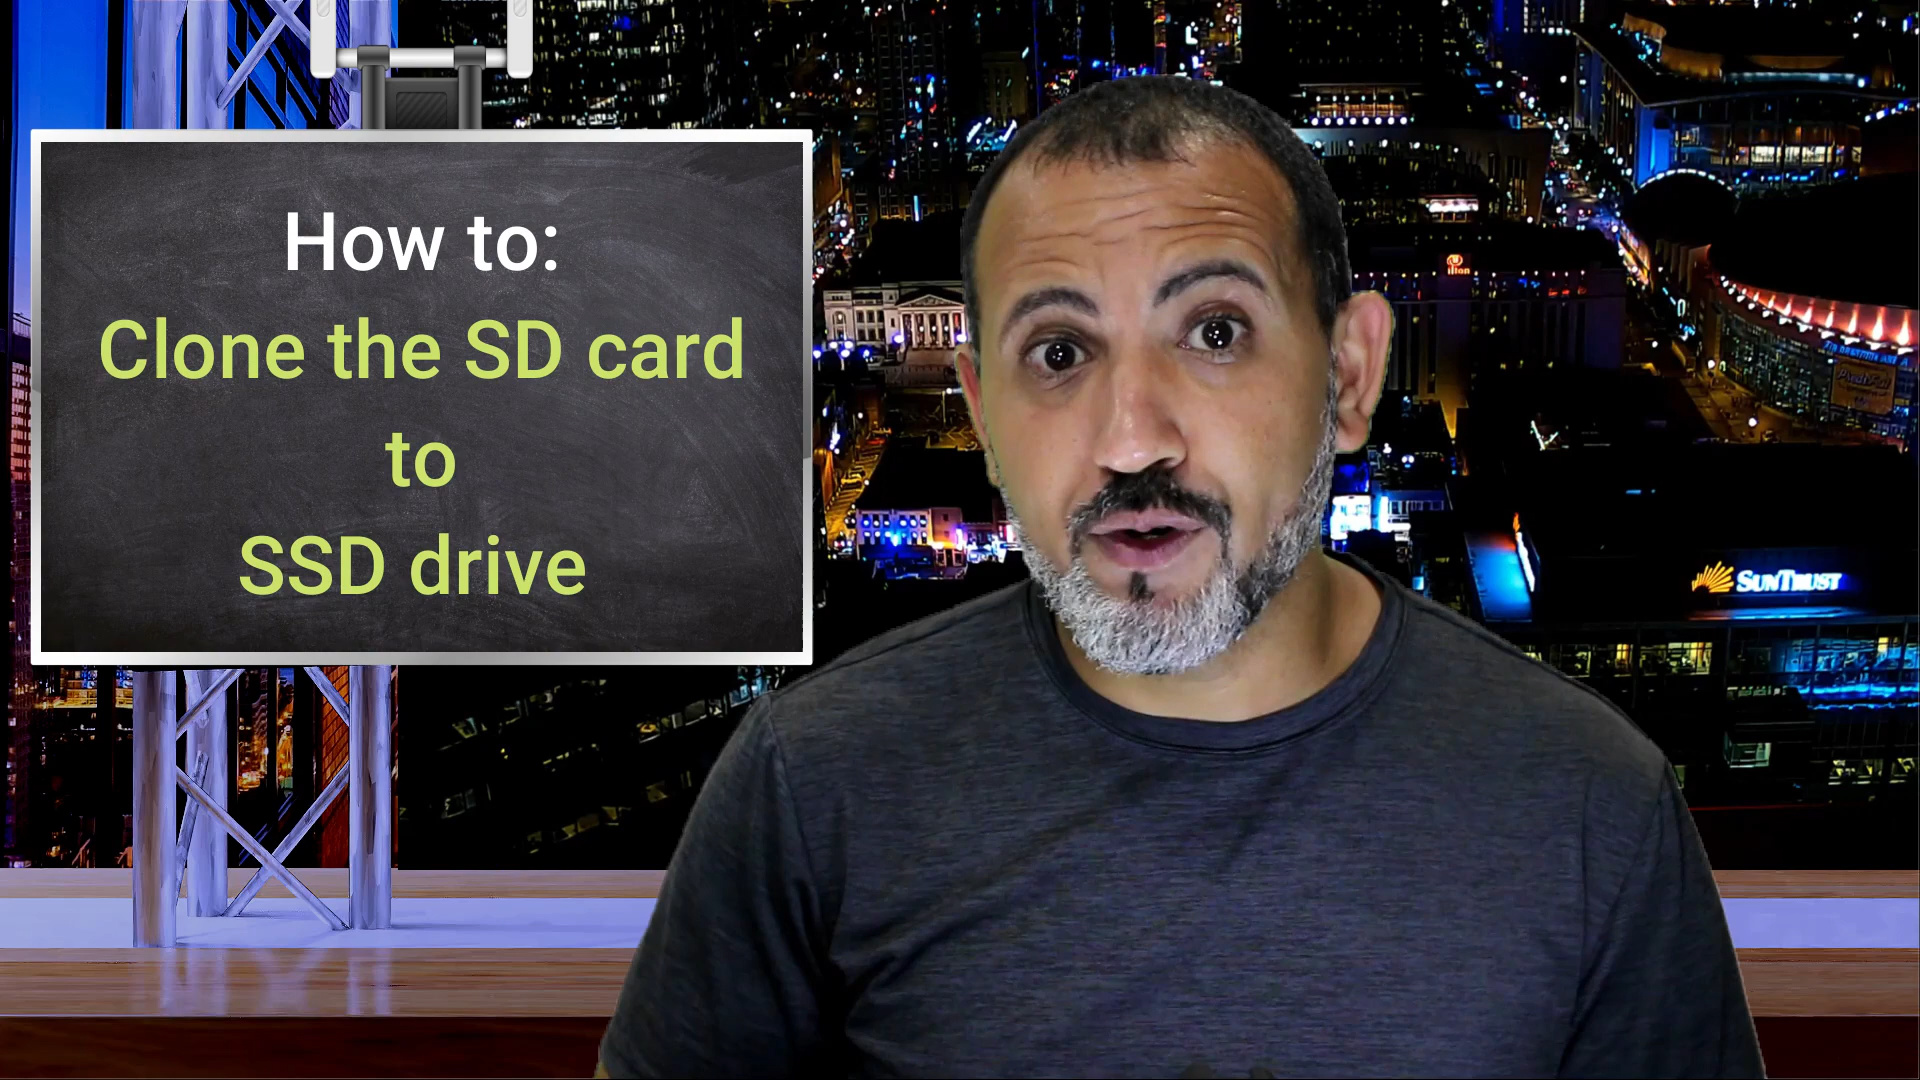 How to:
Clone the SD card
to
SSD drive
SUNTRUST